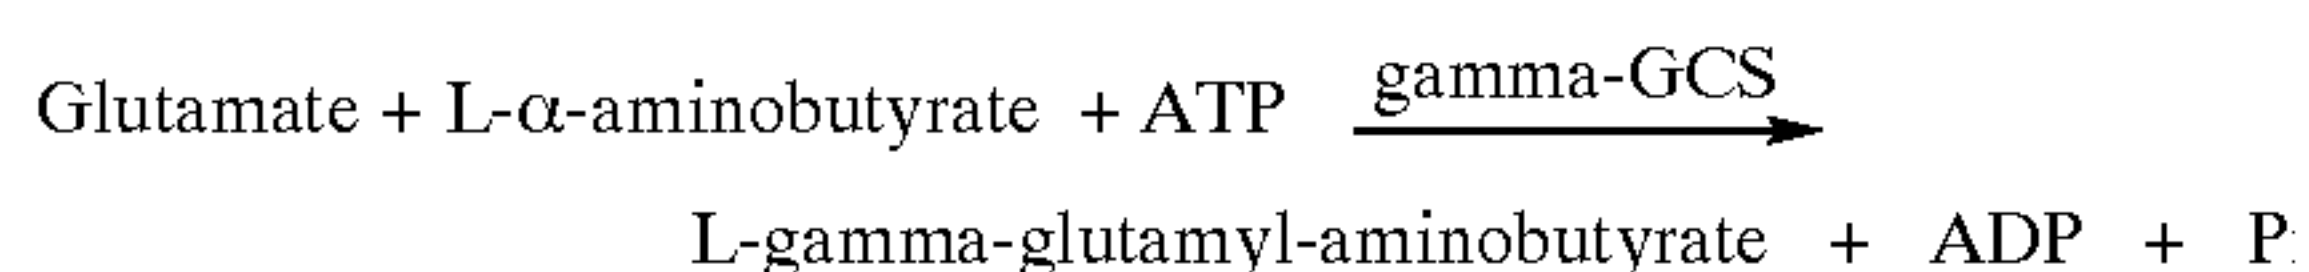 gamma-GCS
Glutamate + L-α-aminobutyrate + ATP
L-gamma-glutamyl-aminobutyrate + ADP + P